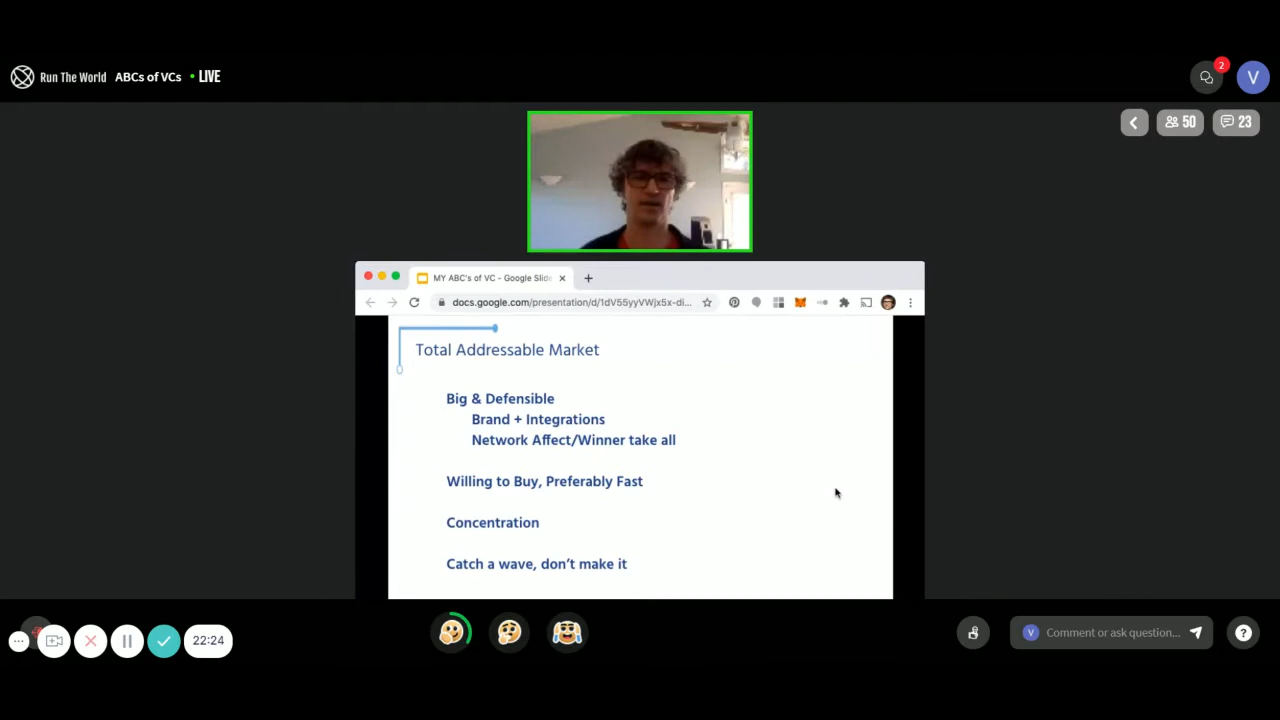 Run The World ABCs of VCs • LIVE
2
V
50
23
MY ABC's of VC - Google Slide
docs.google.com/presentation/d/1dV55yyVWjx5x-di...
Total Addressable Market
Big & Defensible
Brand + Integrations
Network Affect/Winner take all
Willing to Buy, Preferably Fast
Concentration
Catch a wave, don't make it
22:24
V
Comment or ask question...
?